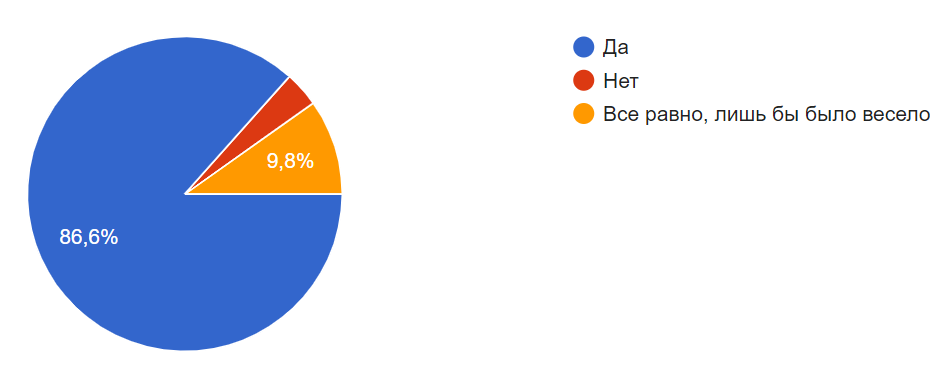 Да
Нет
Все равно, лишь бы было весело
9,8%
86,6%